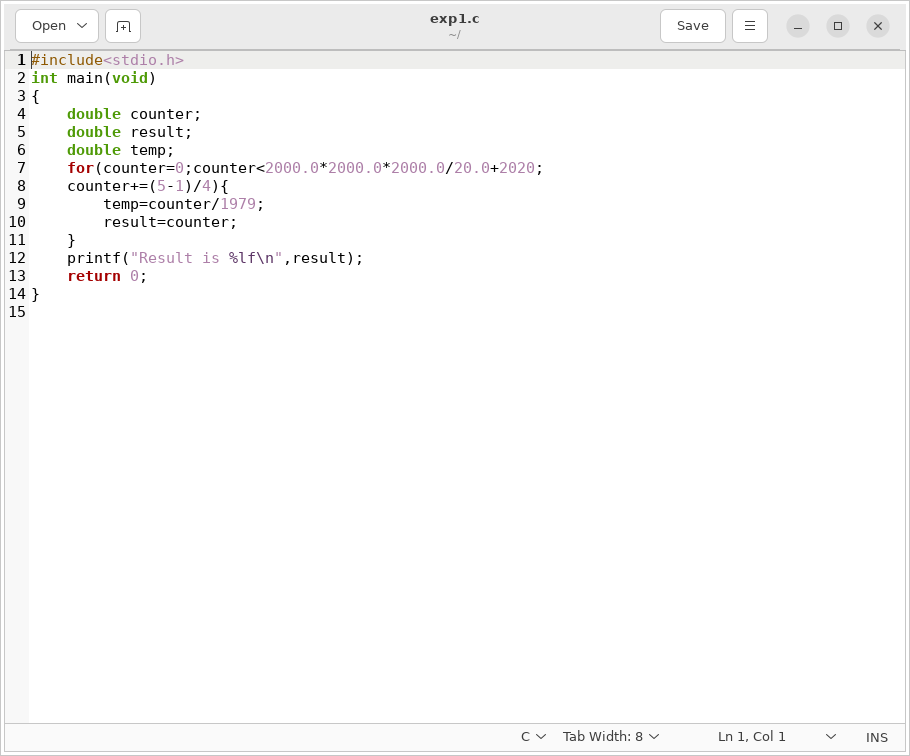 Open
exp1.c
~/
Save
1 #include<stdio.h>
2 int main(void)
3 {
4     double counter;
5     double result;
6     double temp;
7     for(counter=0;counter<2000.0*2000.0*2000.0/20.0+2020;
8     counter+=(5-1)/4){
9         temp=counter/1979;
10         result=counter;
11     }
12     printf("Result is %lf\n",result);
13     return 0;
14 }
15
C Tab Width: 8 Ln 1, Col 1 INS